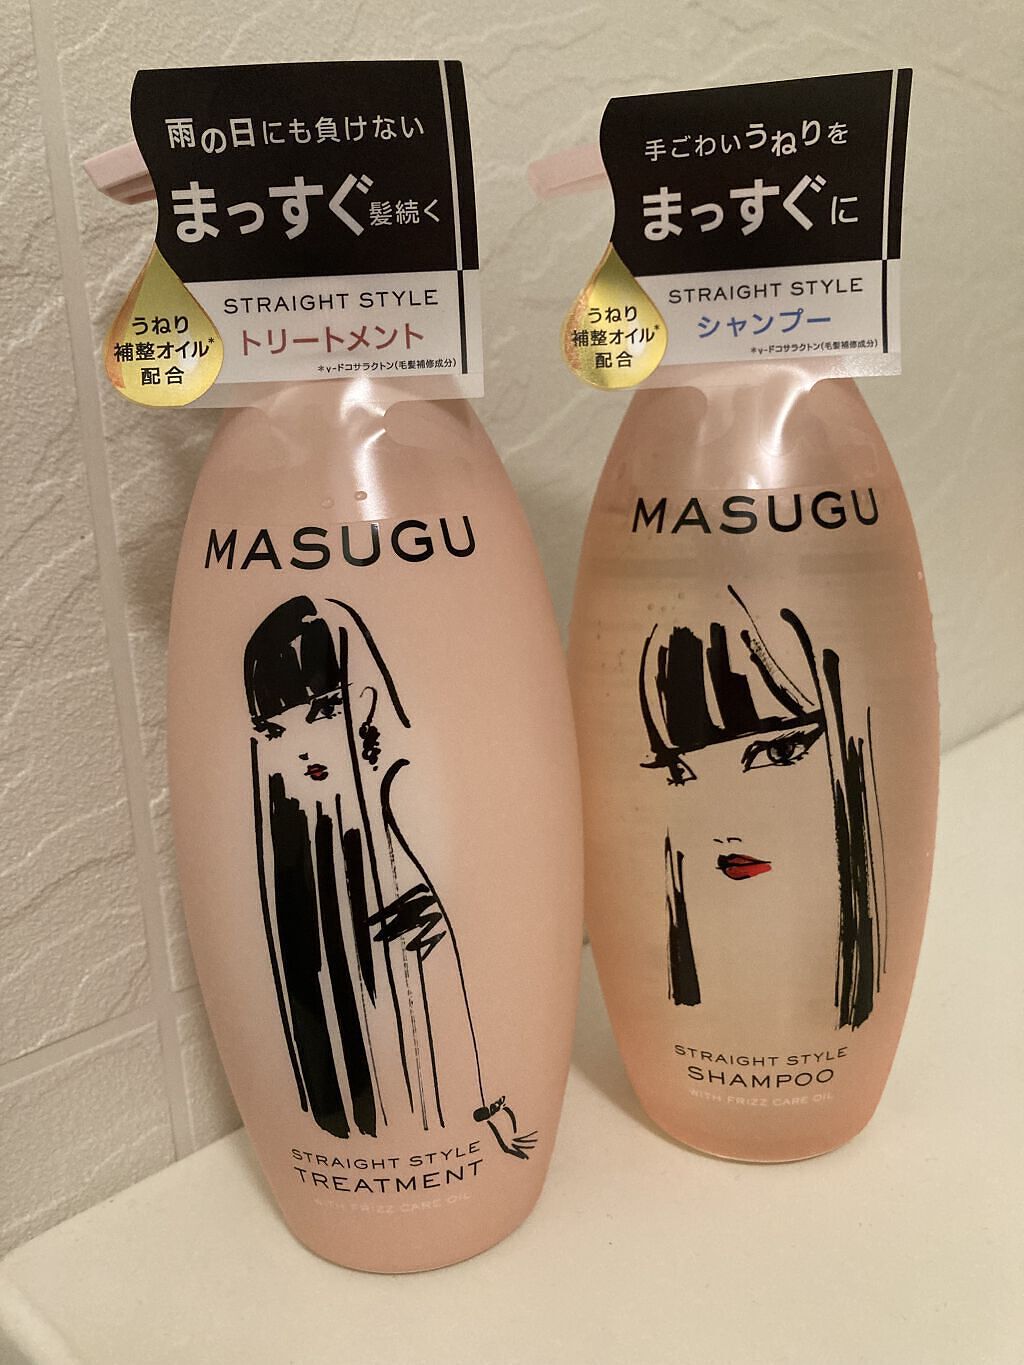 雨の日にも負けない
まっすぐ髪続く
STRAIGHT STYLE
トリートメント
*γ-ドコサラクトン(毛髪補修成分)
うねり
補整オイル*
配合
MASUGU
STRAIGHT STYLE
TREATMENT
WITH FRIZZ CARE OIL
手ごわいうねりを
まっすぐに
STRAIGHT STYLE
シャンプー
*γ-ドコサラクトン(毛髪補修成分)
うねり
補整オイル*
配合
MASUGU
STRAIGHT STYLE
SHAMPOO
WITH FRIZZ CARE OIL